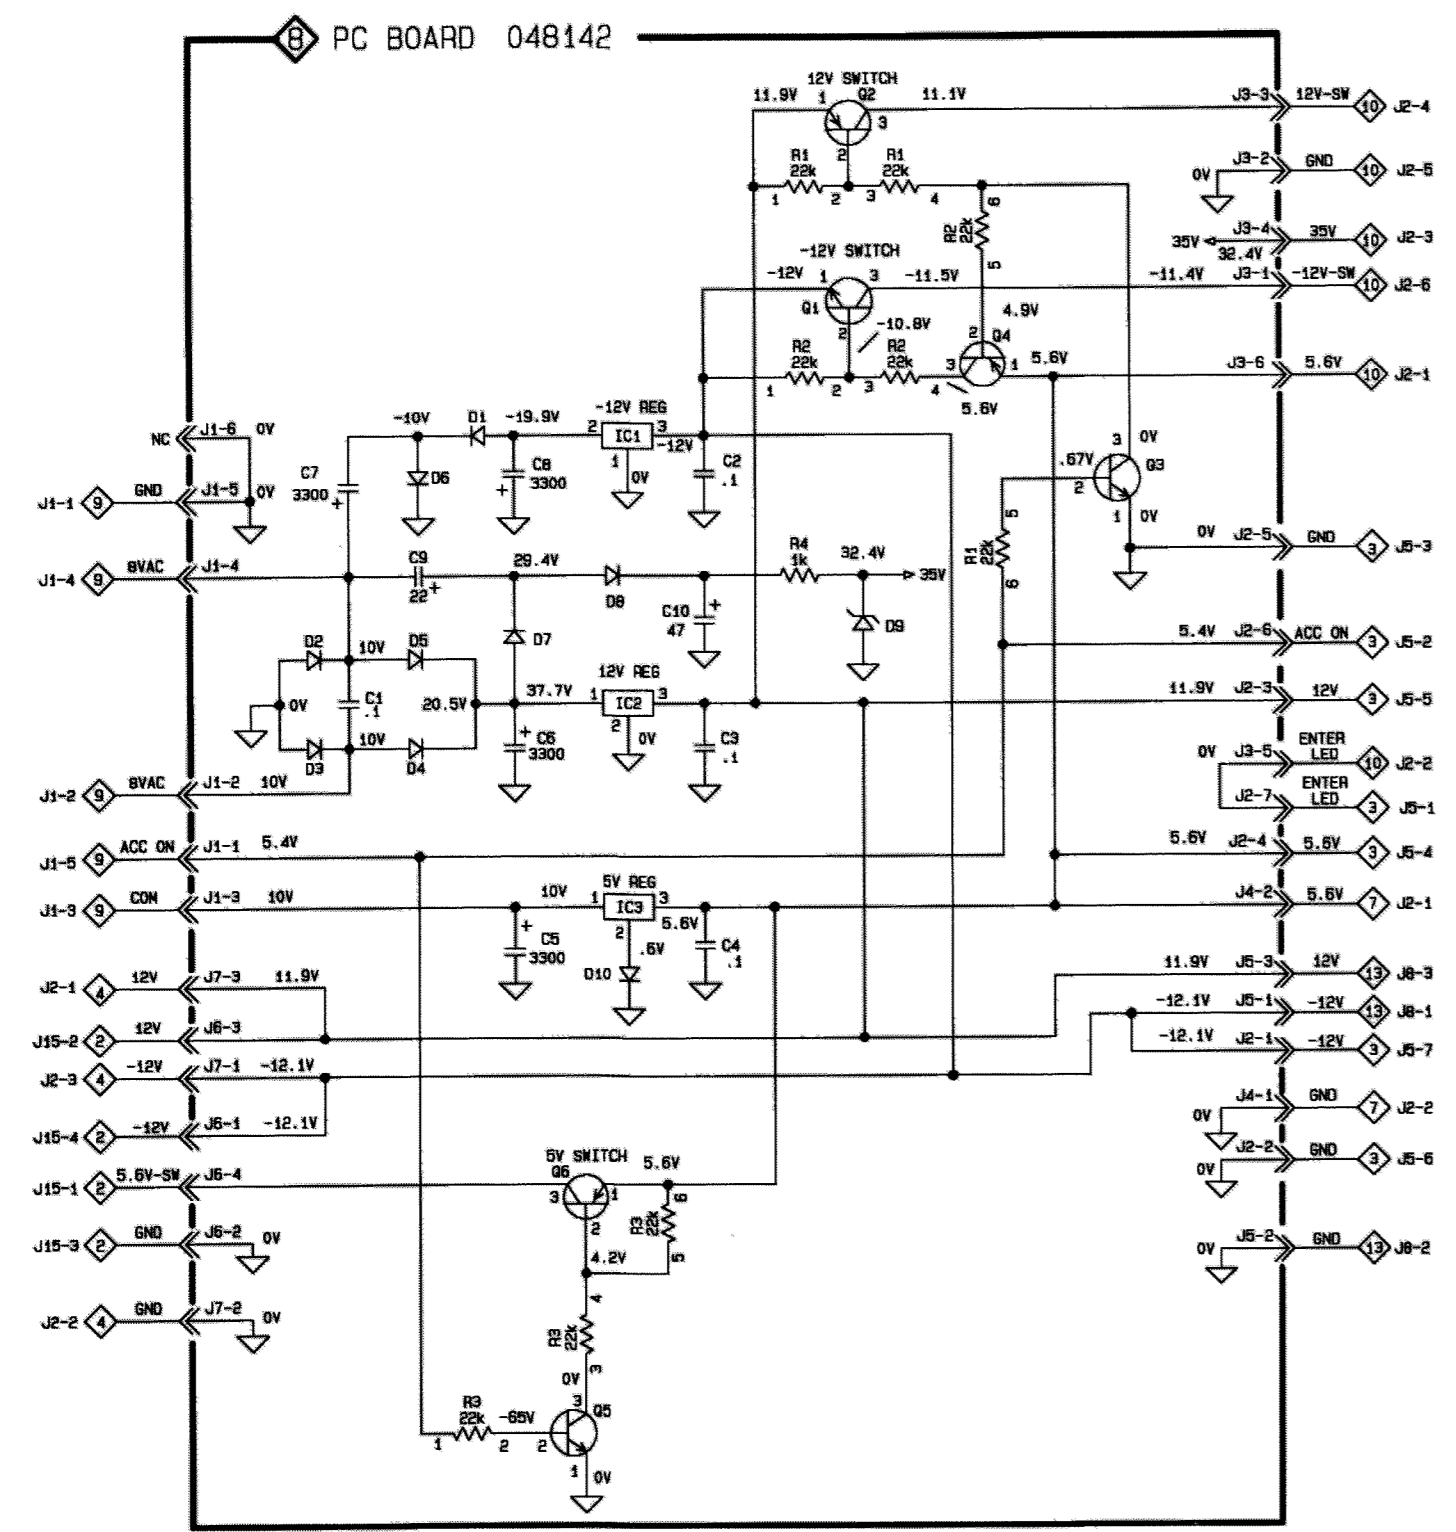 8 PC BOARD 048142
12V SWITCH
11.9V 1 Q2 11.1V J3-3 12V-SW 10 J2-4
3
2
R1 R1 J3-2 GND 10 J2-5
22k 22k 0V
1 2 3 4 6
R2 22k J3-4 35V 10 J2-3
35V 32.4V
-12V SWITCH 5
-12V 1 3 -11.5V -11.4V J3-1 -12V-SW 10 J2-6
Q1 4.9V
2 -10.8V 2 Q4
R2 R2 3 1 5.6V J3-6 5.6V 10 J2-1
22k 22k
1 2 3 4 5.6V
-10V D1 -19.9V -12V REG
NC J1-6 0V 2 IC1 3 -12V 3 0V
C7 D6 C8 1 0V C2 .67V Q3
3300 + 3300 + .1 2
J1-1 9 GND J1-5 0V 5 1 0V
0V J2-5 GND 3 J5-3
C9 29.4V R4 32.4V R1 22k
J1-4 9 8VAC J1-4 1k 35V 6
22 + D8 C10 + D9
47
D2 10V D5 D7 5.4V J2-6 ACC ON 3 J5-2
12V REG
0V C1 20.5V 37.7V 1 IC2 3 11.9V J2-3 12V 3 J5-5
.1 2 0V
10V + C6 C3 0V J3-5 ENTER LED 10 J2-2
D3 D4 3300 .1
J1-2 9 8VAC J1-2 10V J2-7 ENTER LED 3 J5-1
J1-5 9 ACC ON J1-1 5.4V 5.6V J2-4 5.6V 3 J5-4
5V REG
J1-3 9 COM J1-3 10V 10V 1 IC3 3 J4-2 5.6V 7 J2-1
+ 2 5.6V
C5 .6V C4
3300 D10 .1
J2-1 4 12V J7-3 11.9V 11.9V J5-3 12V 13 J8-3
-12.1V J5-1 -12V 13 J8-1
J15-2 2 12V J6-3 -12.1V J2-1 -12V 3 J5-7
J2-3 4 -12V J7-1 -12.1V
J4-1 GND 7 J2-2
0V
J15-4 2 -12V J6-1 -12.1V
5V SWITCH J2-2 GND 3 J5-6
0V
J15-1 2 5.6V-SW J6-4 Q6 5.6V
3 1 6
2 R3 22k
J15-3 2 GND J6-2 0V 4.2V 5 0V J5-2 GND 13 J8-2
4
J2-2 4 GND J7-2 0V R3 22k
3
0V
R3 3
22k -65V Q5
1 2 2
1 0V